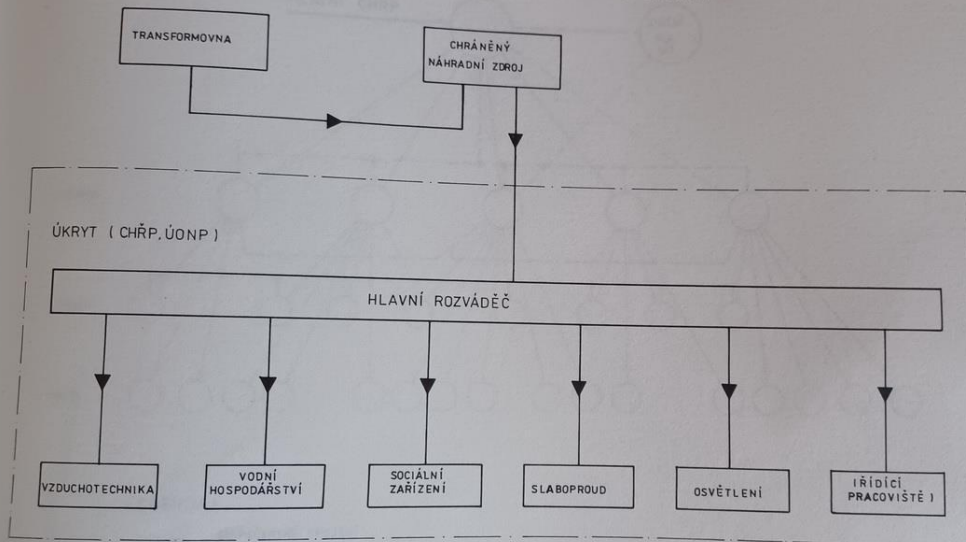 TRANSFORMOVNA
CHRÁNĚNÝ
NÁHRADNÍ ZDROJ
ÚKRYT ( CHŘP, ÚONP )
HLAVNÍ ROZVÁDĚČ
VZDUCHOTECHNIKA
VODNÍ
HOSPODÁŘSTVÍ
SOCIÁLNÍ
ZAŘÍZENÍ
SLABOPROUD
OSVĚTLENÍ
(ŘÍDÍCÍ
PRACOVIŠTĚ )